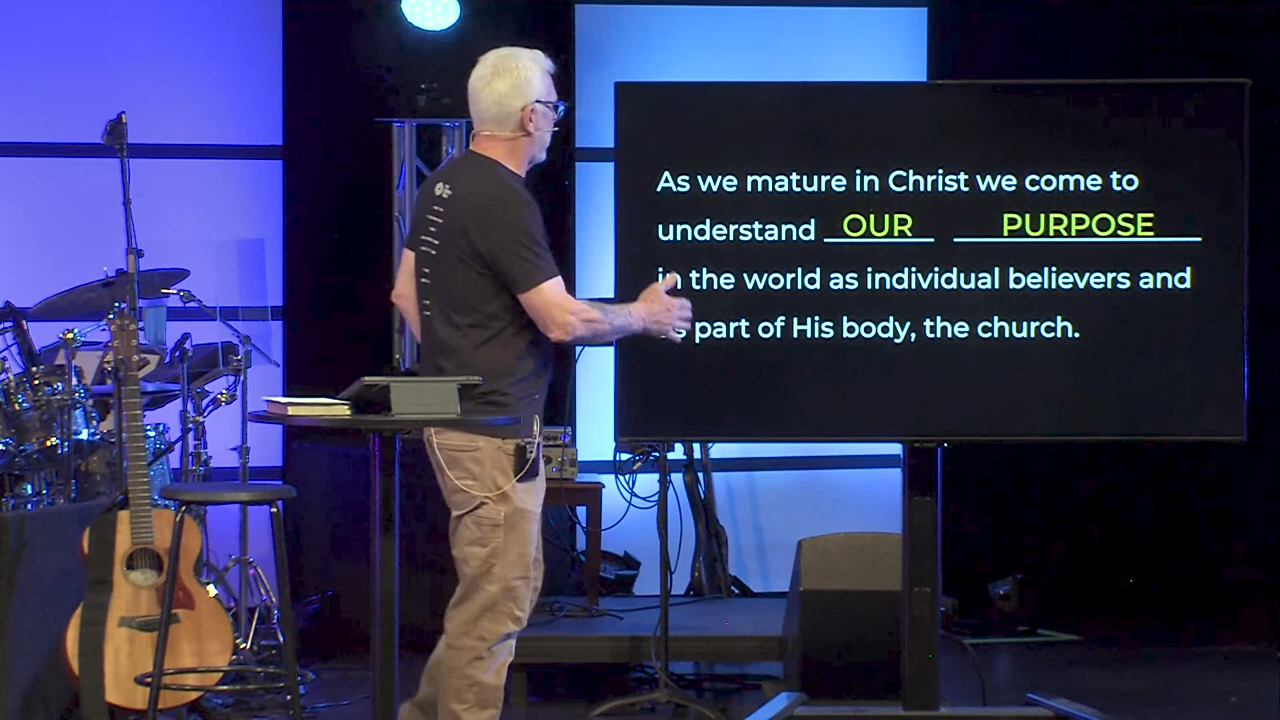 As we mature in Christ we come to
understand OUR PURPOSE
in the world as individual believers and
part of His body, the church.